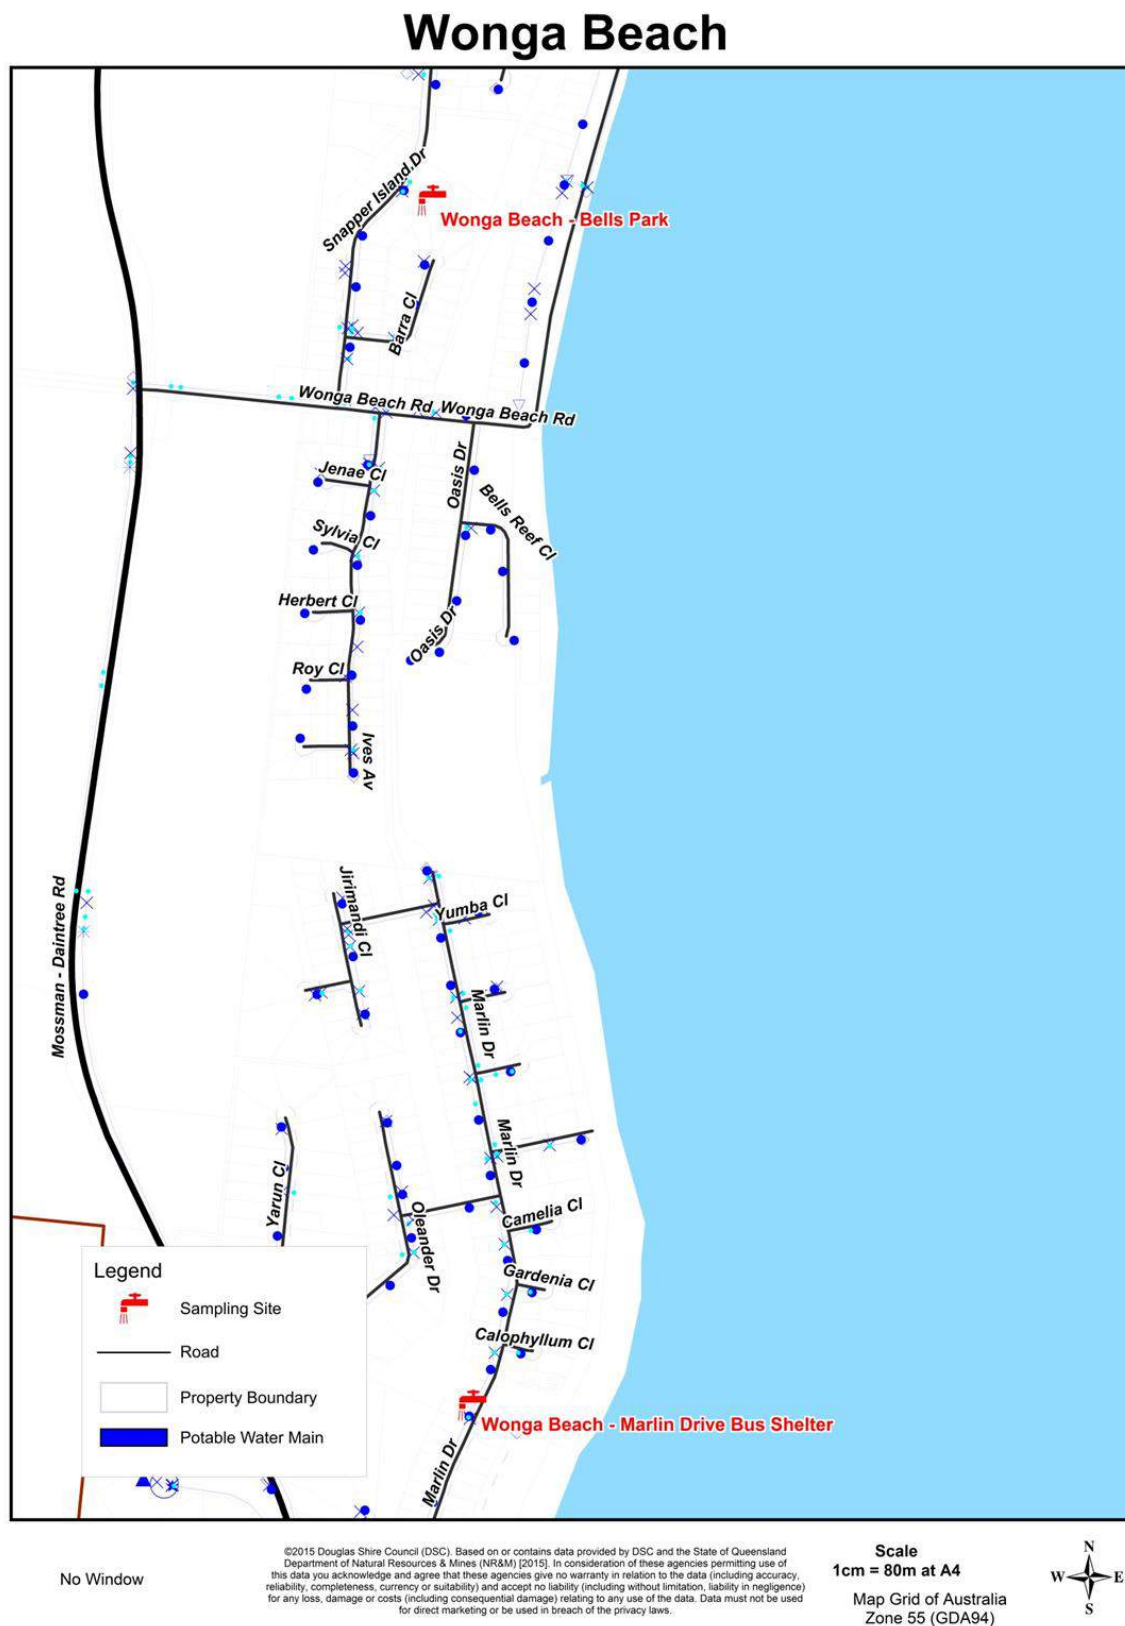 Wonga Beach
Snapper Island Dr
Wonga Beach - Bells Park
Barra Cl
Wonga Beach Rd
Wonga Beach Rd
Jenae Cl
Oasis Dr
Bells Reef Cl
Sylvia Cl
Herbert Cl
Oasis Dr
Roy Cl
Ives Av
Mossman - Daintree Rd
Jirimandi Cl
Yumba Cl
Marlin Dr
Marlin Dr
Yarun Cl
Oleander Dr
Camelia Cl
Gardenia Cl
Calophyllum Cl
Wonga Beach - Marlin Drive Bus Shelter
Marlin Dr
Legend
Sampling Site
Road
Property Boundary
Potable Water Main
No Window
©2015 Douglas Shire Council (DSC). Based on or contains data provided by DSC and the State of Queensland
Department of Natural Resources & Mines (NR&M) [2015]. In consideration of these agencies permitting use of
this data you acknowledge and agree that these agencies give no warranty in relation to the data (including accuracy,
reliability, completeness, currency or suitability) and accept no liability (including without limitation, liability in negligence)
for any loss, damage or costs (including consequential damage) relating to any use of the data. Data must not be used
for direct marketing or be used in breach of the privacy laws.
Scale
1cm = 80m at A4
Map Grid of Australia
Zone 55 (GDA94)
N
W E
S